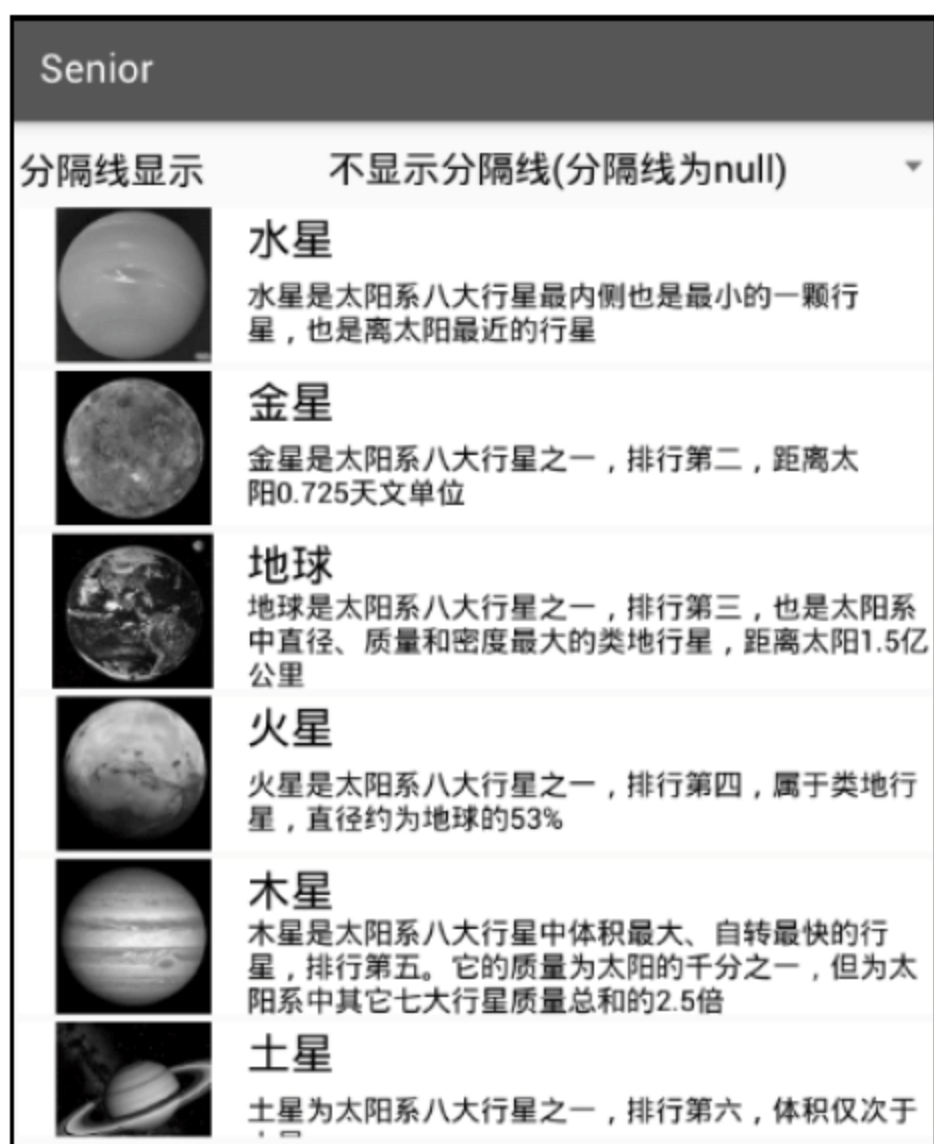 Senior
分隔线显示
不显示分隔线(分隔线为null)
水星
水星是太阳系八大行星最内侧也是最小的一颗行
星，也是离太阳最近的行星
金星
金星是太阳系八大行星之一，排行第二，距离太
阳0.725天文单位
地球
地球是太阳系八大行星之一，排行第三，也是太阳系
中直径、质量和密度最大的类地行星，距离太阳1.5亿
公里
火星
火星是太阳系八大行星之一，排行第四，属于类地行
星，直径约为地球的53%
木星
木星是太阳系八大行星中体积最大、自转最快的行
星，排行第五。它的质量为太阳的千分之一，但为太
阳系中其它七大行星质量总和的2.5倍
土星
土星为太阳系八大行星之一，排行第六，体积仅次于